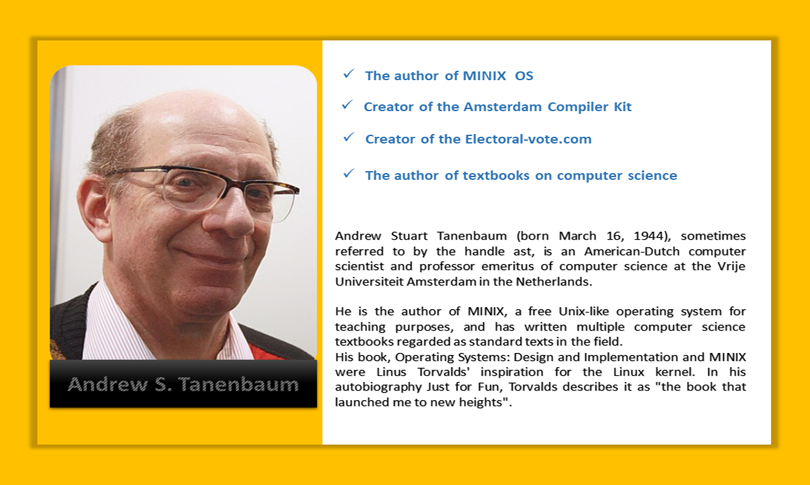 The author of MINIX OS
Creator of the Amsterdam Compiler Kit
Creator of the Electoral-vote.com
The author of textbooks on computer science
Andrew Stuart Tanenbaum (born March 16, 1944), sometimes
referred to by the handle ast, is an American-Dutch computer
scientist and professor emeritus of computer science at the Vrije
Universiteit Amsterdam in the Netherlands.
He is the author of MINIX, a free Unix-like operating system for
teaching purposes, and has written multiple computer science
textbooks regarded as standard texts in the field.
His book, Operating Systems: Design and Implementation and MINIX
were Linus Torvalds' inspiration for the Linux kernel. In his
autobiography Just for Fun, Torvalds describes it as "the book that
launched me to new heights".
Andrew S. Tanenbaum